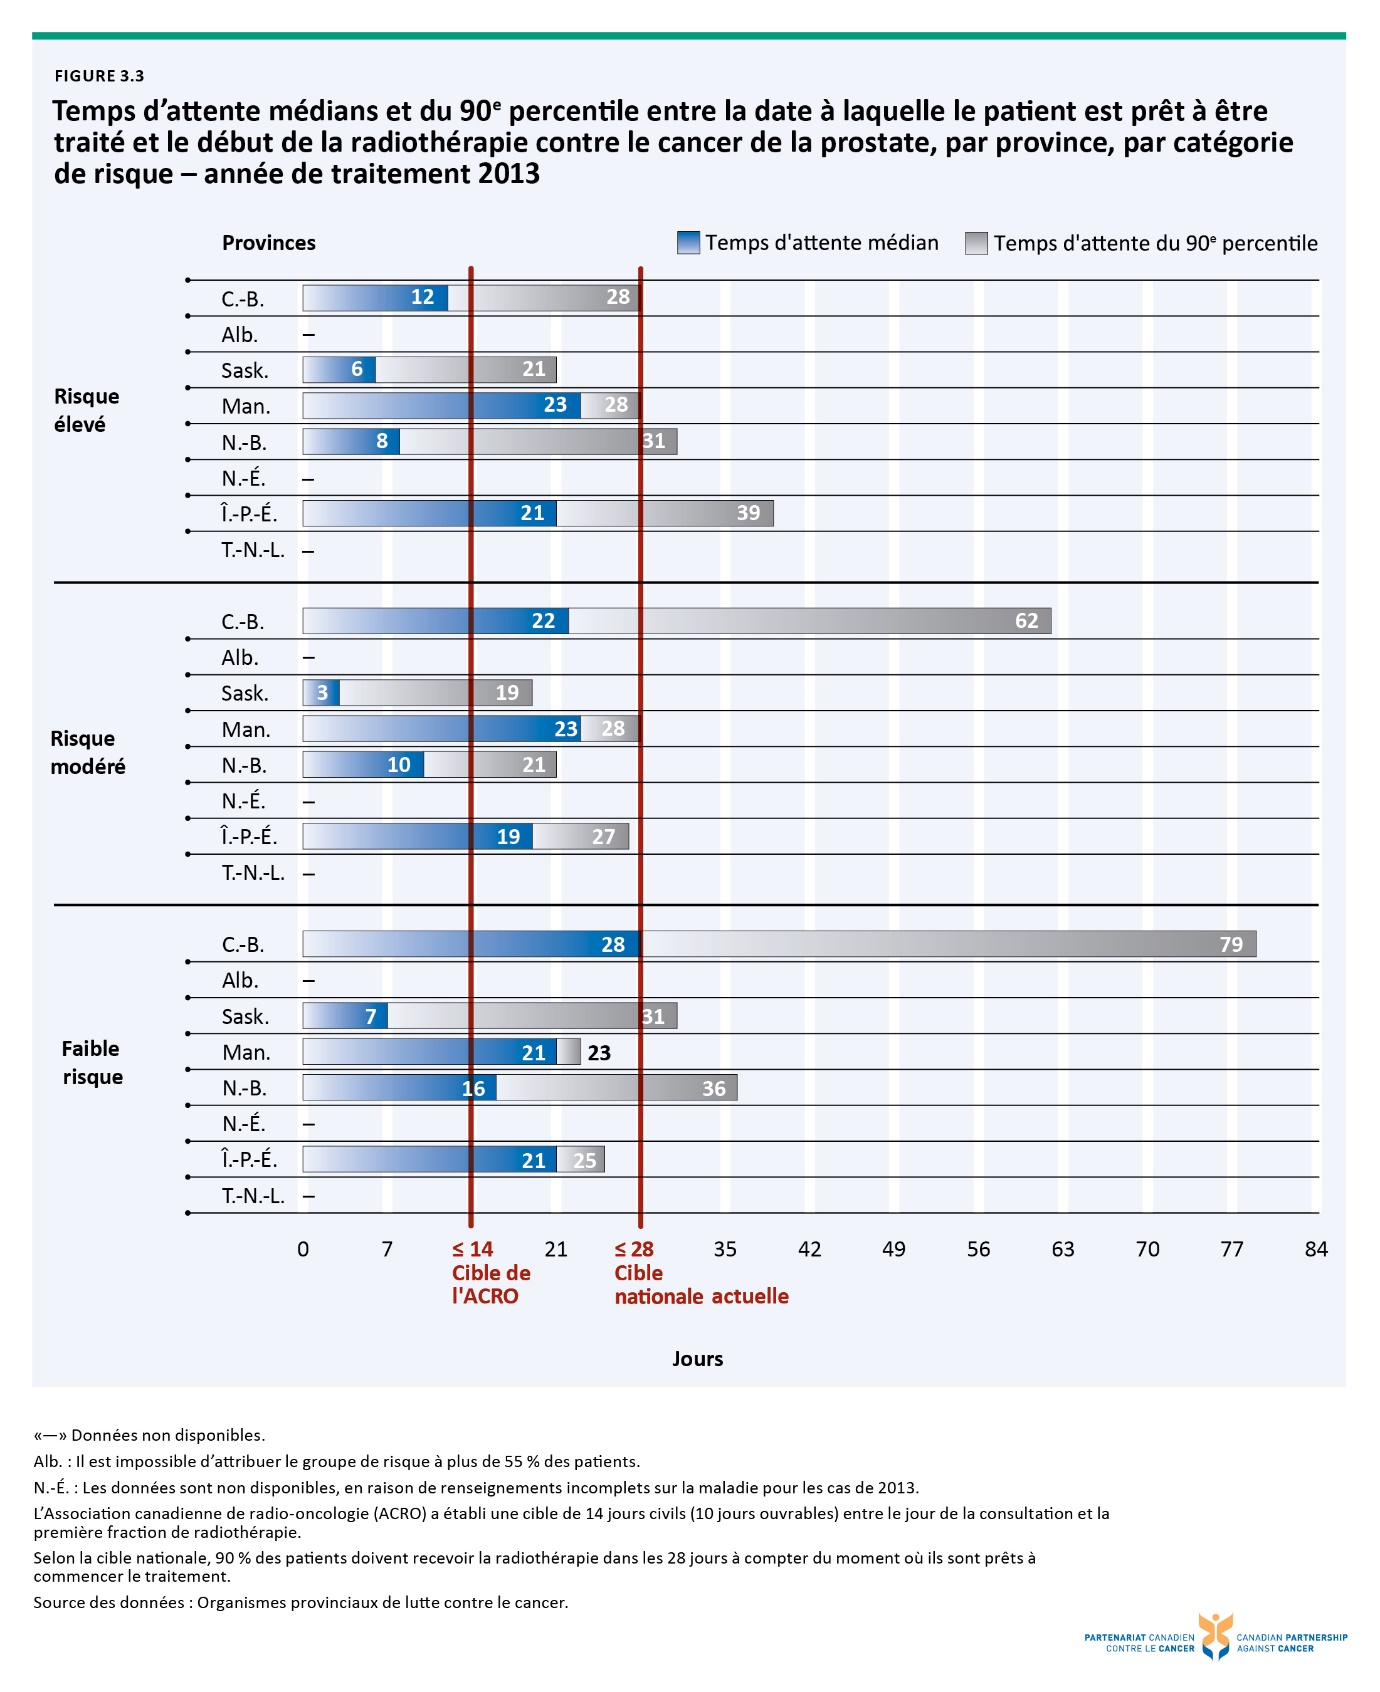 FIGURE 3.3
Temps d’attente médians et du 90e percentile entre la date à laquelle le patient est prêt à être
traité et le début de la radiothérapie contre le cancer de la prostate, par province, par catégorie
de risque – année de traitement 2013
Provinces
Temps d'attente médian
Temps d'attente du 90e percentile
Risque
élevé
C.-B. 12 28
Alb. –
Sask. 6 21
Man. 23 28
N.-B. 8 31
N.-É. –
Î.-P.-É. 21 39
T.-N.-L. –
Risque
modéré
C.-B. 22 62
Alb. –
Sask. 3 19
Man. 23 28
N.-B. 10 21
N.-É. –
Î.-P.-É. 19 27
T.-N.-L. –
Faible
risque
C.-B. 28 79
Alb. –
Sask. 7 31
Man. 21 23
N.-B. 16 36
N.-É. –
Î.-P.-É. 21 25
T.-N.-L. –
0 7 ≤ 14 21 ≤ 28 35 42 49 56 63 70 77 84
Cible de
l'ACRO
Cible
nationale actuelle
Jours
«—» Données non disponibles.
Alb. : Il est impossible d’attribuer le groupe de risque à plus de 55 % des patients.
N.-É. : Les données sont non disponibles, en raison de renseignements incomplets sur la maladie pour les cas de 2013.
L’Association canadienne de radio-oncologie (ACRO) a établi une cible de 14 jours civils (10 jours ouvrables) entre le jour de la consultation et la
première fraction de radiothérapie.
Selon la cible nationale, 90 % des patients doivent recevoir la radiothérapie dans les 28 jours à compter du moment où ils sont prêts à
commencer le traitement.
Source des données : Organismes provinciaux de lutte contre le cancer.
PARTENARIAT CANADIEN
CONTRE LE CANCER
CANADIAN PARTNERSHIP
AGAINST CANCER